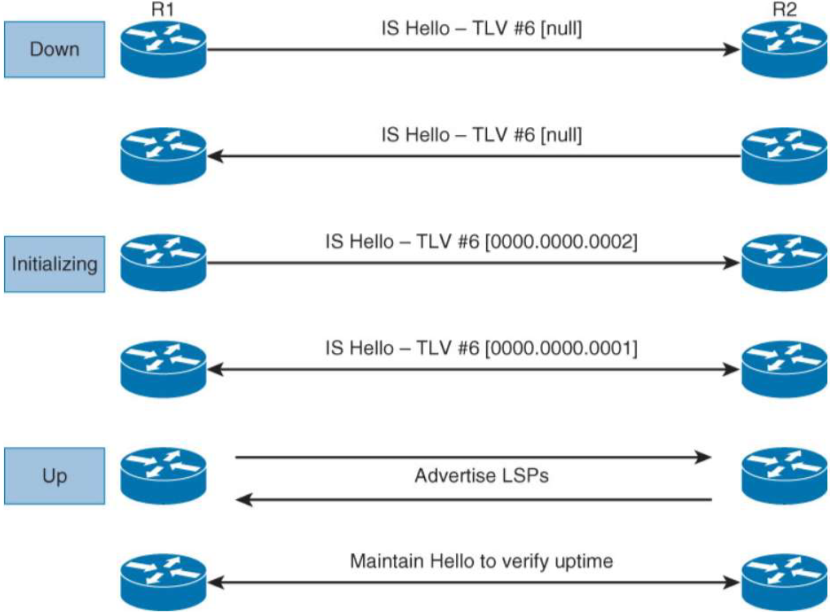 R1
R2
Down
IS Hello – TLV #6 [null]
IS Hello – TLV #6 [null]
Initializing
IS Hello – TLV #6 [0000.0000.0002]
IS Hello – TLV #6 [0000.0000.0001]
Up
Advertise LSPs
Maintain Hello to verify uptime